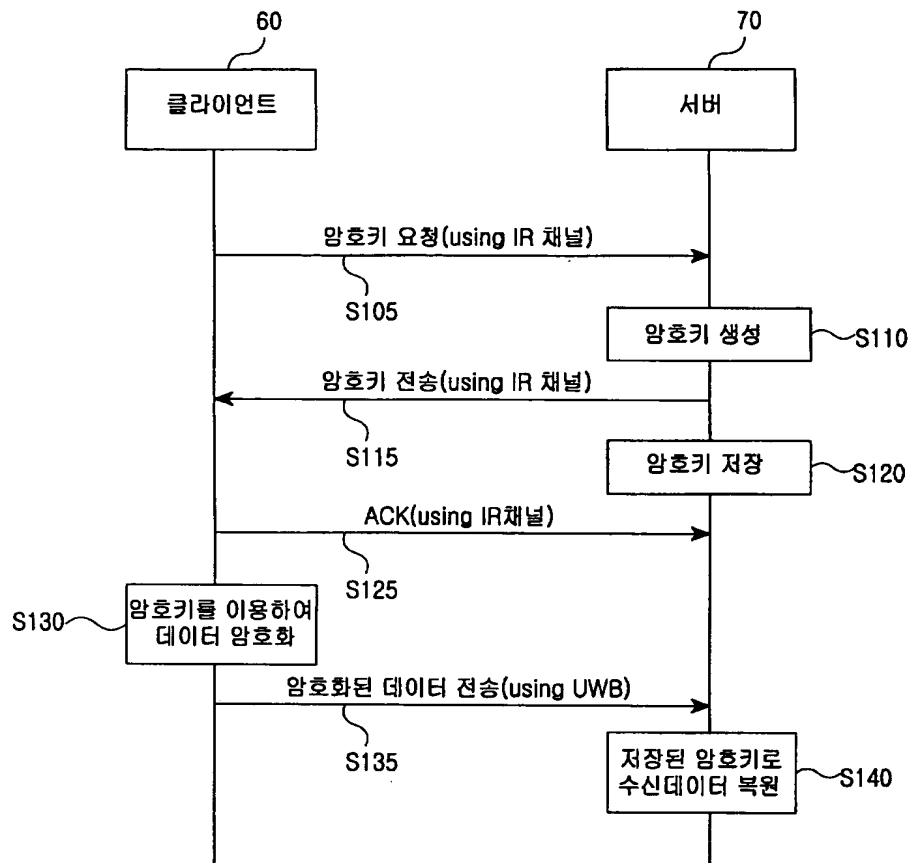 60
70
클라이언트
서버
암호키 요청(using IR 채널)
S105
암호키 생성
S110
암호키 전송(using IR 채널)
S115
암호키 저장
S120
ACK(using IR채널)
S125
S130
암호키를 이용하여
데이터 암호화
암호화된 데이터 전송(using UWB)
S135
저장된 암호키로
수신데이터 복원
S140